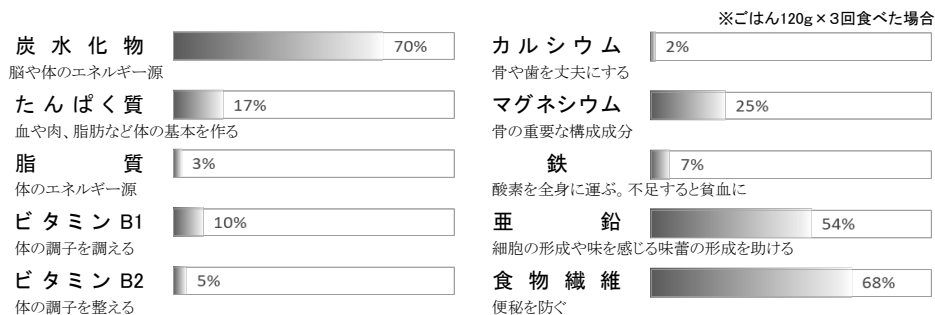 ※ごはん120g×3回食べた場合
炭水化物 70%
脳や体のエネルギー源
たんぱく質 17%
血や肉、脂肪など体の基本を作る
脂質 3%
体のエネルギー源
ビタミンB1 10%
体の調子を調える
ビタミンB2 5%
体の調子を整える
カルシウム 2%
骨や歯を丈夫にする
マグネシウム 25%
骨の重要な構成成分
鉄 7%
酸素を全身に運ぶ。不足すると貧血に
亜鉛 54%
細胞の形成や味を感じる味蕾の形成を助ける
食物繊維 68%
便秘を防ぐ